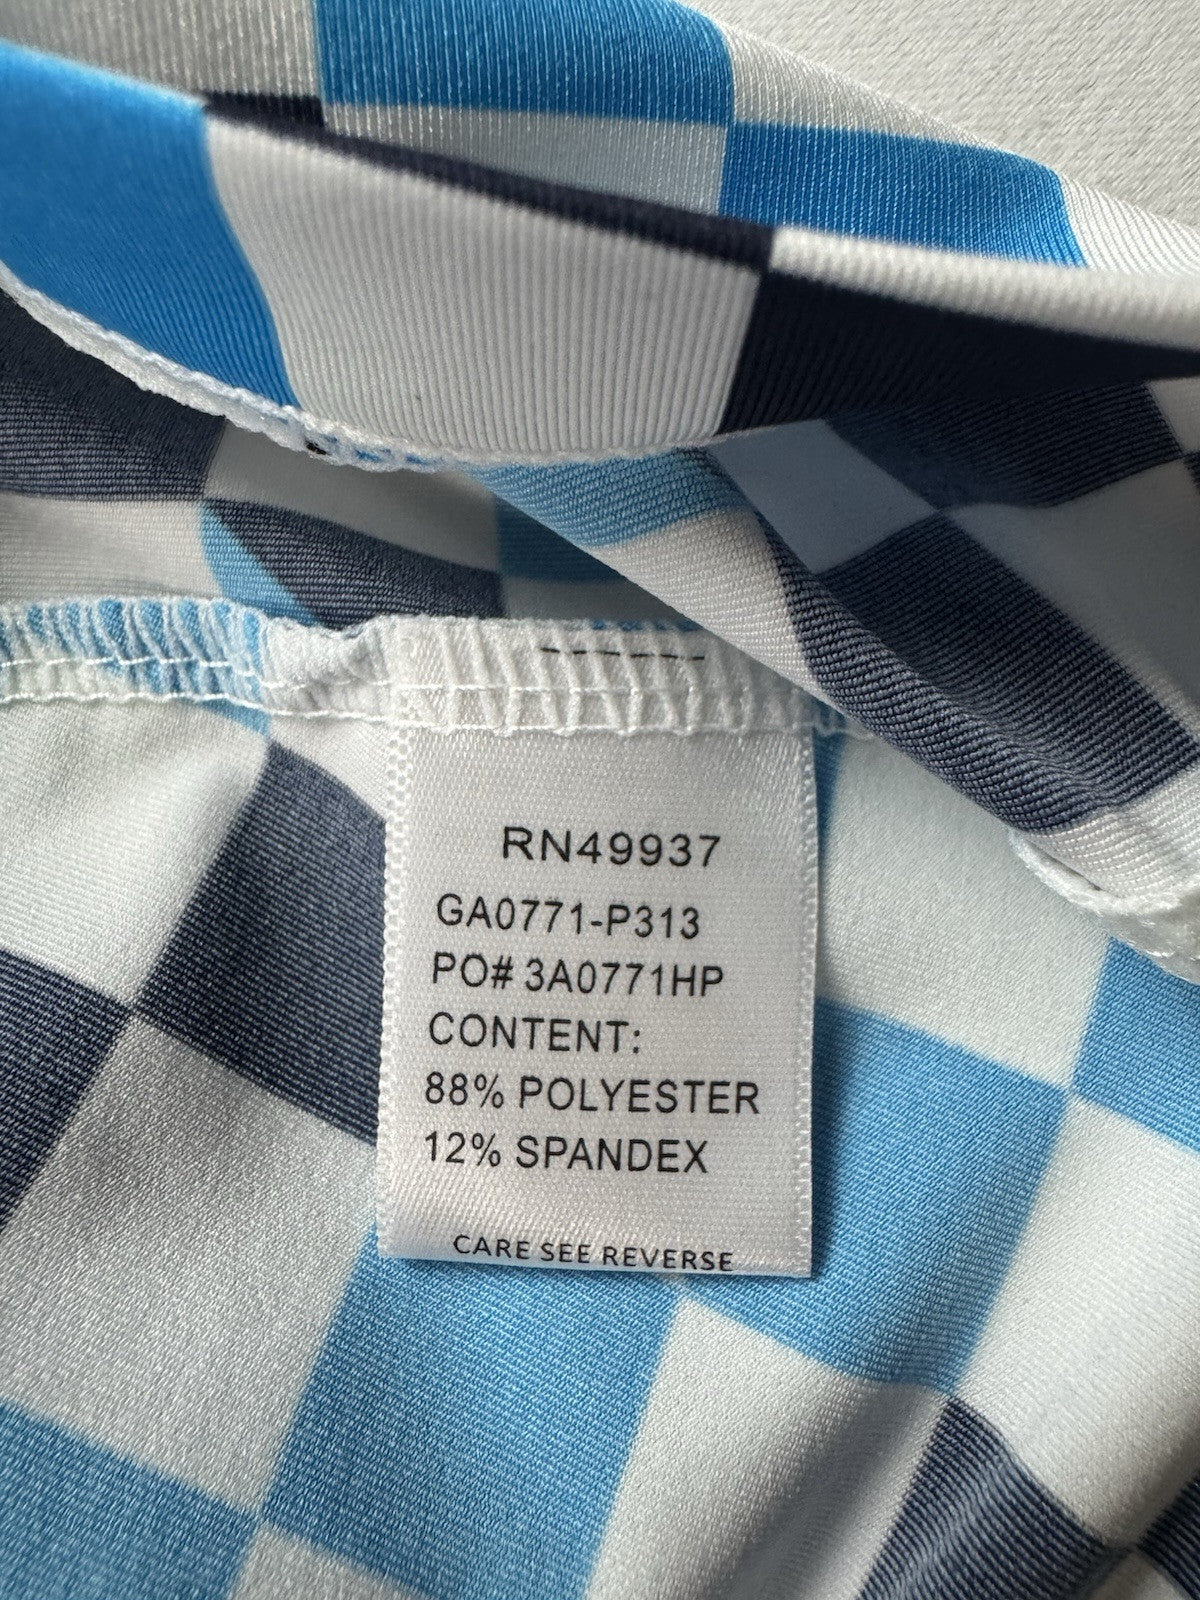 RN49937
GA0771-P313
PO# 3A0771HP
CONTENT:
88% POLYESTER
12% SPANDEX
CARE SEE REVERSE